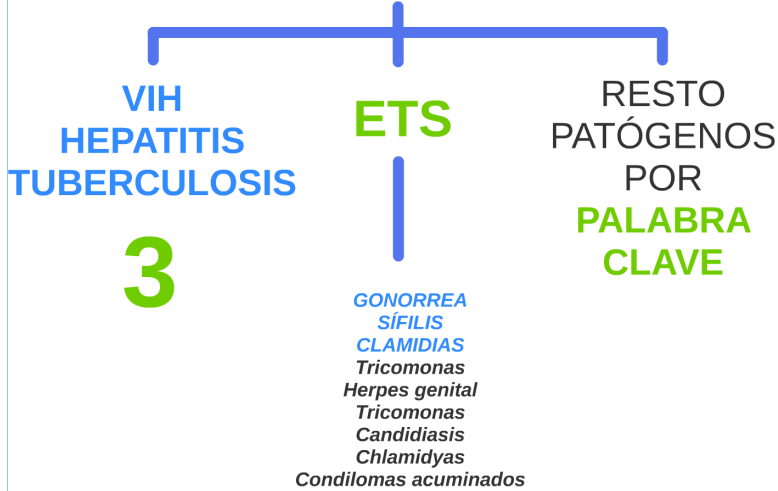 VIH
HEPATITIS
TUBERCULOSIS
3
ETS
GONORREA
SÍFILIS
CLAMIDIAS
Tricomonas
Herpes genital
Tricomonas
Candidiasis
Chlamidyas
Condilomas acuminados
RESTO
PATÓGENOS
POR
PALABRA
CLAVE